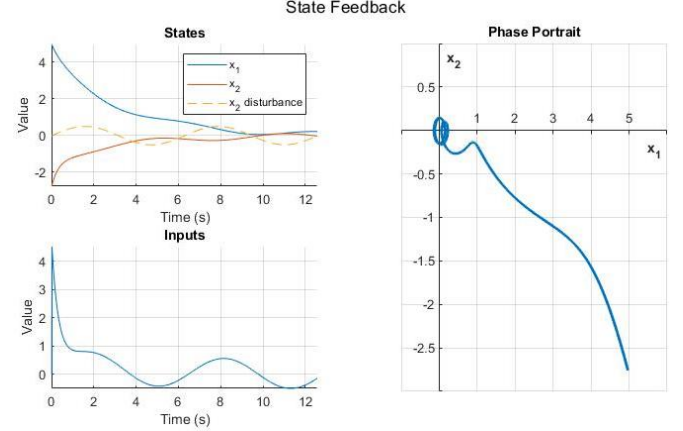 State Feedback
States
Value
4
2
0
-2
x1
x2
x2 disturbance
0 2 4 6 8 10 12
Time (s)
Inputs
Value
4
3
2
1
0
0 2 4 6 8 10 12
Time (s)
Phase Portrait
x2
0.5
0 1 2 3 4 5
x1
-0.5
-1
-1.5
-2
-2.5